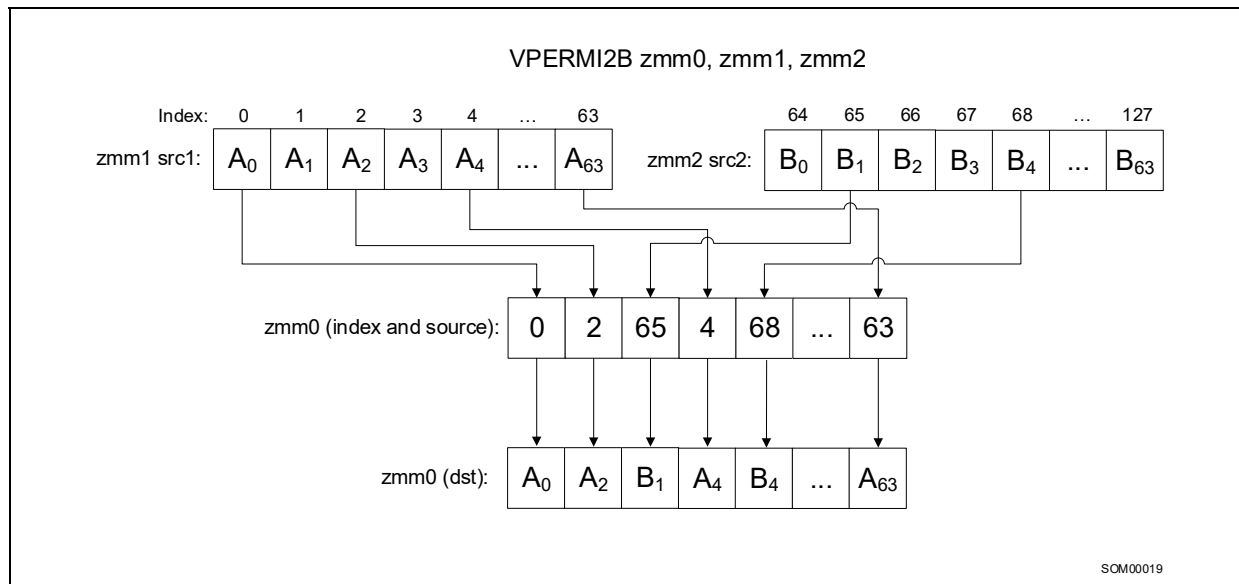 VPERMI2B zmm0, zmm1, zmm2
Index: 0 1 2 3 4 ... 63 64 65 66 67 68 ... 127
zmm1 src1: A0 A1 A2 A3 A4 ... A63 zmm2 src2: B0 B1 B2 B3 B4 ... B63
zmm0 (index and source): 0 2 65 4 68 ... 63
zmm0 (dst): A0 A2 B1 A4 B4 ... A63
SOM00019